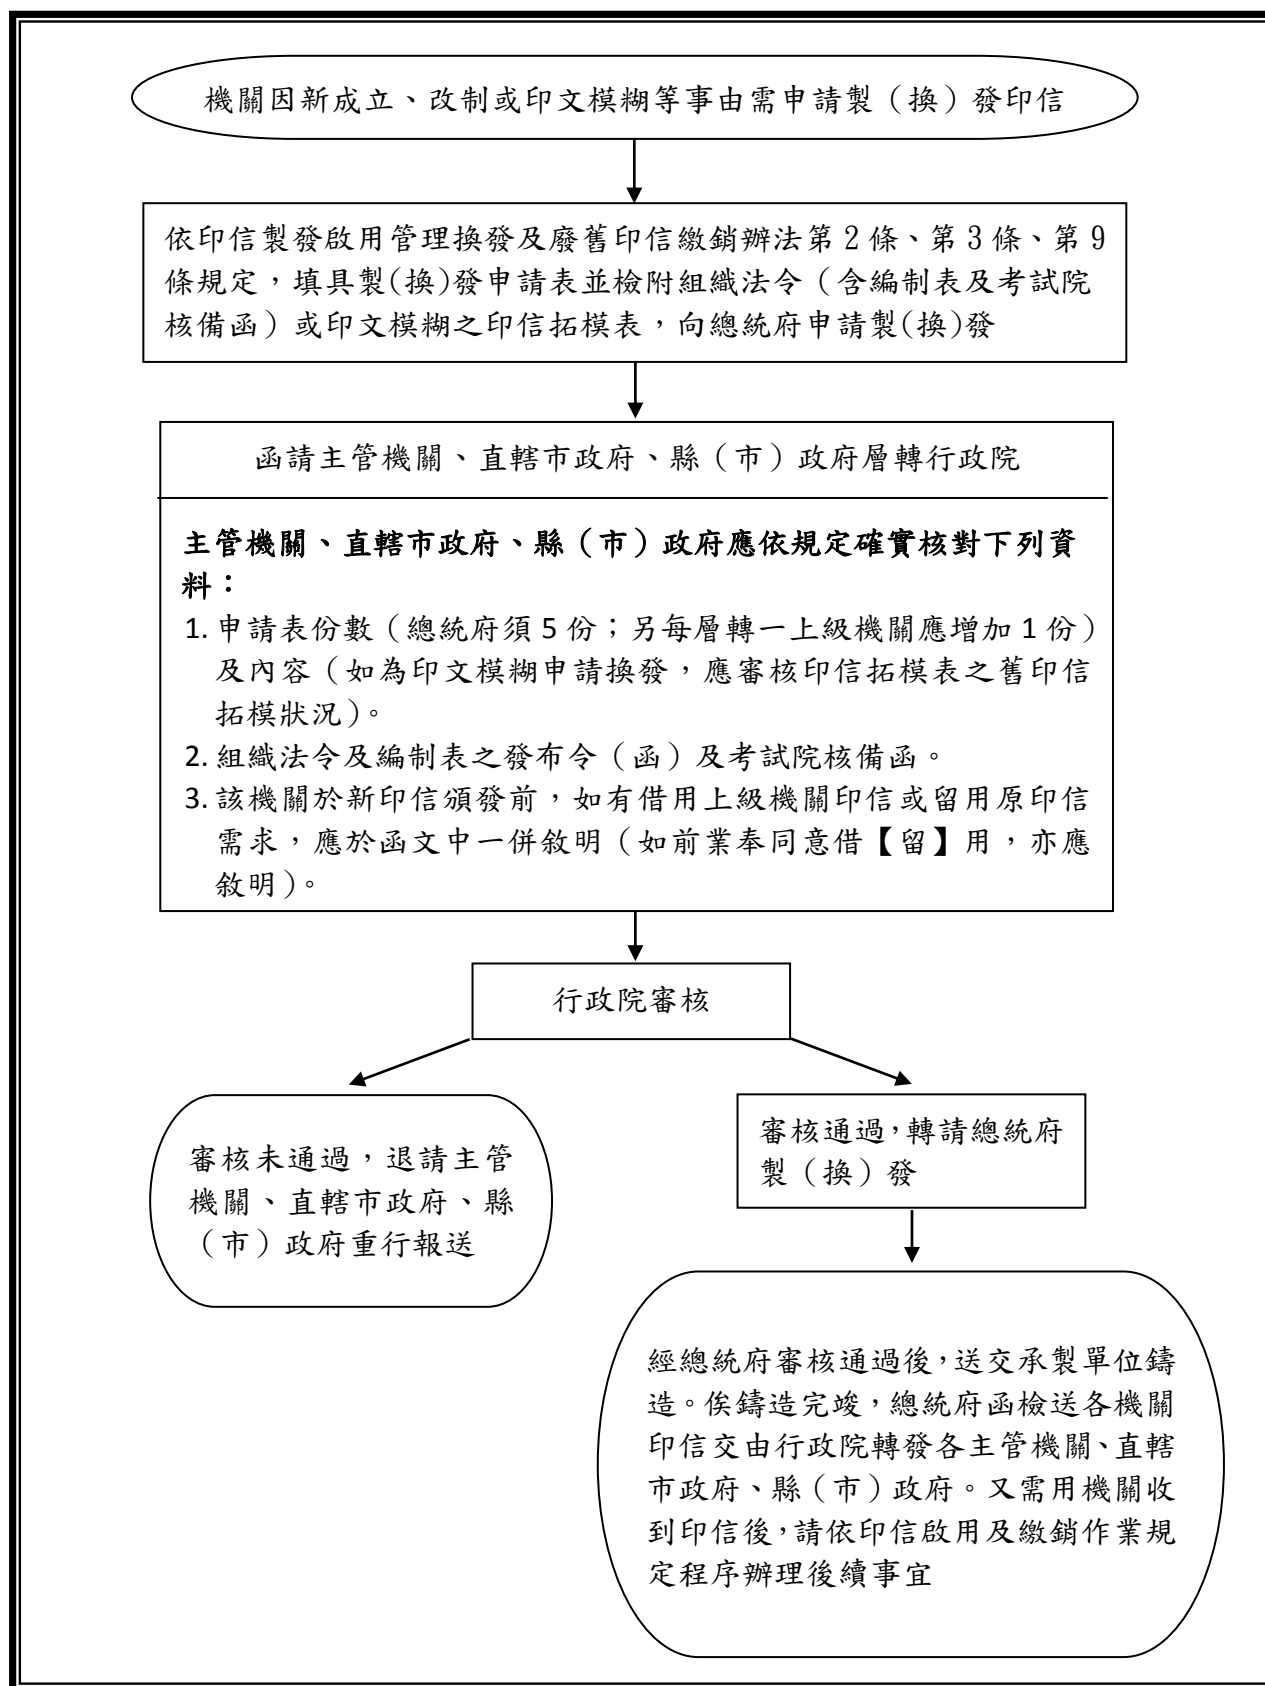 機關因新成立、改制或印文模糊等事由需申請製（換）發印信
依印信製發啟用管理換發及廢舊印信繳銷辦法第 2 條、第 3 條、第 9
條規定，填具製(換)發申請表並檢附組織法令（含編制表及考試院
核備函）或印文模糊之印信拓模表，向總統府申請製(換)發
函請主管機關、直轄市政府、縣（市）政府層轉行政院
主管機關、直轄市政府、縣（市）政府應依規定確實核對下列資
料：
1. 申請表份數（總統府須 5 份；另每層轉一上級機關應增加 1 份）
及內容（如為印文模糊申請換發，應審核印信拓模表之舊印信
拓模狀況）。
2. 組織法令及編制表之發布令（函）及考試院核備函。
3. 該機關於新印信頒發前，如有借用上級機關印信或留用原印信
需求，應於函文中一併敘明（如前業奉同意借【留】用，亦應
敘明）。
行政院審核
審核未通過，退請主管
機關、直轄市政府、縣
（市）政府重行報送
審核通過，轉請總統府
製（換）發
經總統府審核通過後，送交承製單位鑄
造。俟鑄造完竣，總統府函檢送各機關
印信交由行政院轉發各主管機關、直轄
市政府、縣（市）政府。又需用機關收
到印信後，請依印信啟用及繳銷作業規
定程序辦理後續事宜